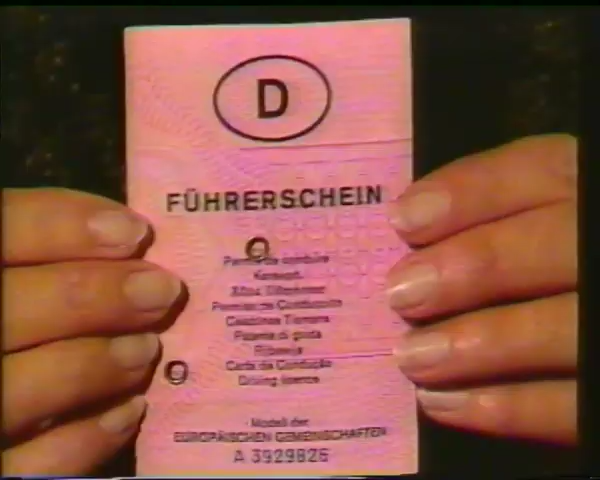 D
FÜHRERSCHEIN
Permis de conduire
Kørekort
Permiso de Conducción
Ceadúnas Tiomána
Patente di guida
Rijbewijs
Carta de Condução
Driving licence
Modell der
EUROPÄISCHEN GEMEINSCHAFTEN
A 3929826